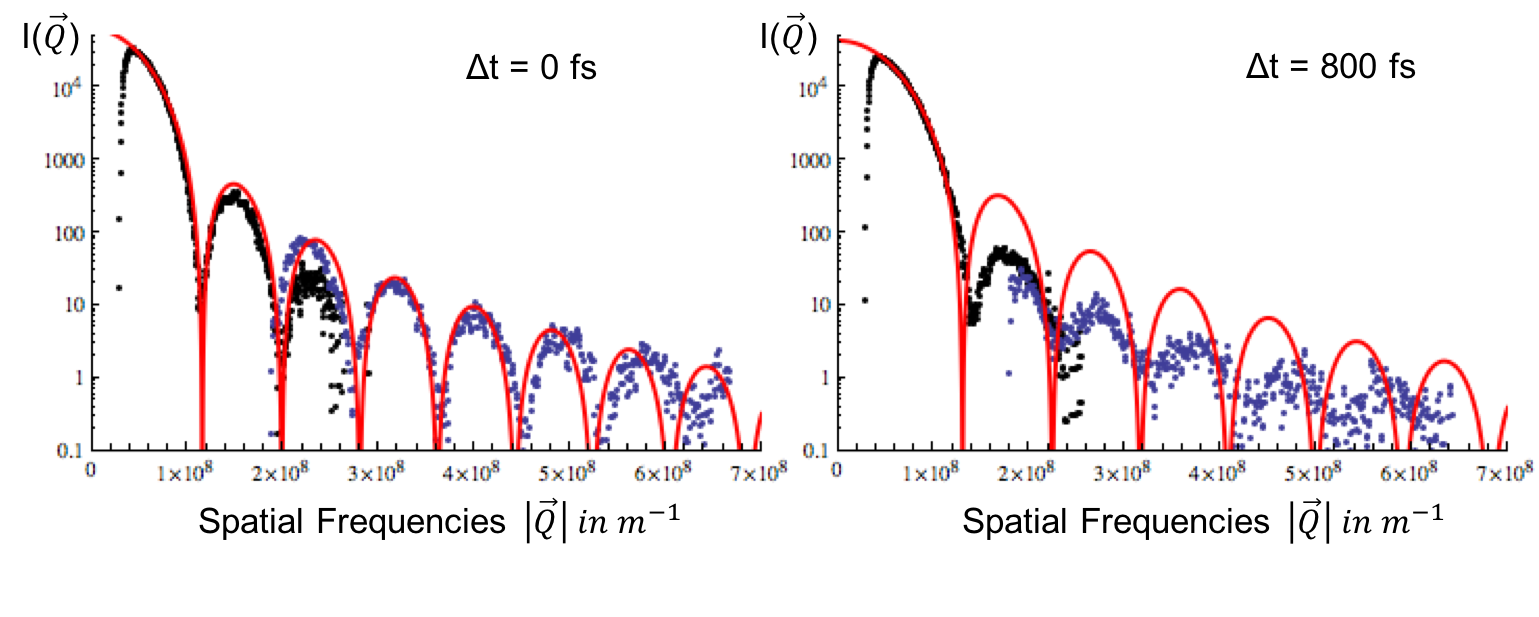 I(Q⃗)
Δt = 0 fs
10⁴
1000
100
10
1
0.1
0 1×10⁸ 2×10⁸ 3×10⁸ 4×10⁸ 5×10⁸ 6×10⁸ 7×10⁸
Spatial Frequencies |Q⃗| in m⁻¹
I(Q⃗)
Δt = 800 fs
10⁴
1000
100
10
1
0.1
0 1×10⁸ 2×10⁸ 3×10⁸ 4×10⁸ 5×10⁸ 6×10⁸ 7×10⁸
Spatial Frequencies |Q⃗| in m⁻¹